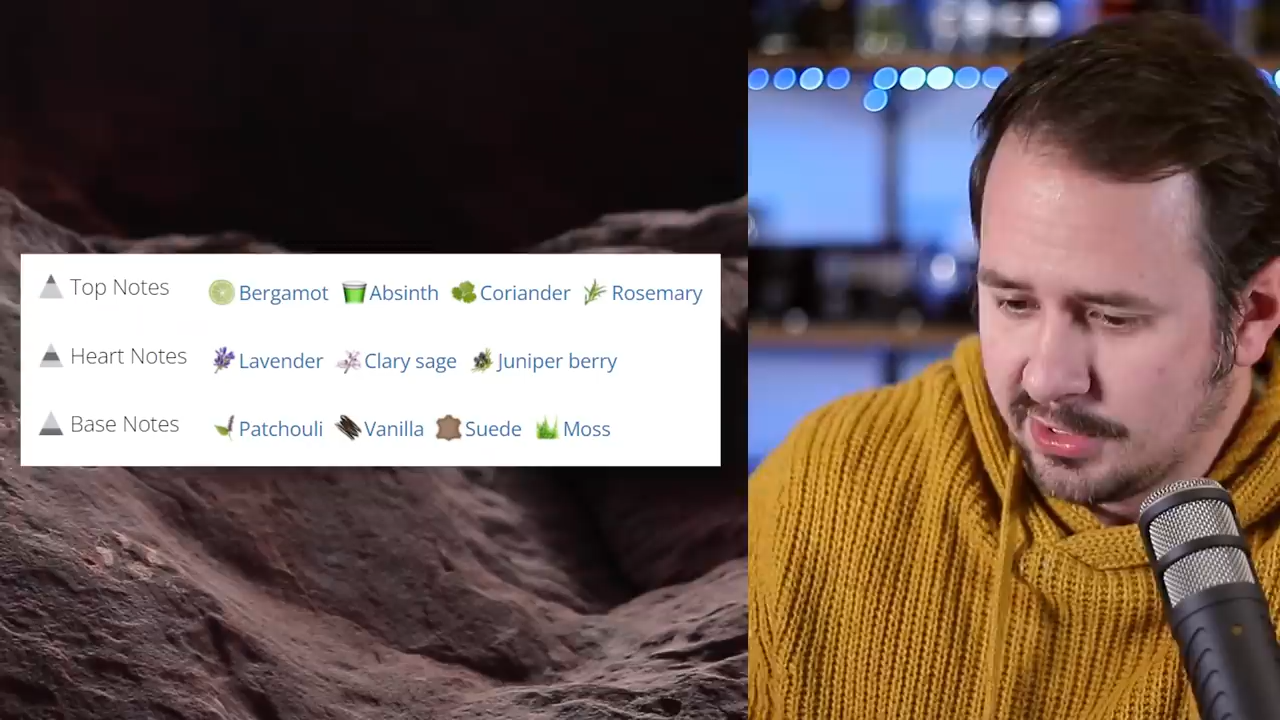 Top Notes Bergamot Absinth Coriander Rosemary
Heart Notes Lavender Clary sage Juniper berry
Base Notes Patchouli Vanilla Suede Moss